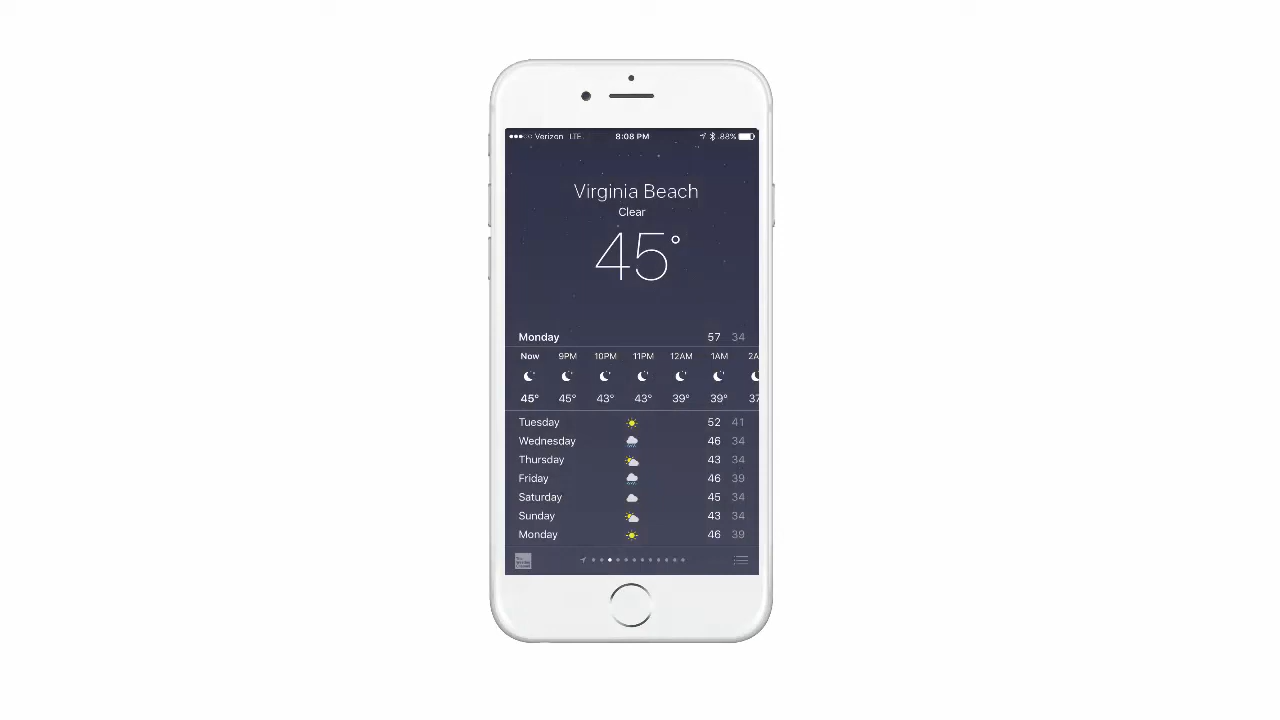 Verizon LTE 8:08 PM 88%
Virginia Beach
Clear
45°
Monday 57 34
Now 9PM 10PM 11PM 12AM 1AM 2A
45° 45° 43° 43° 39° 39° 37
Tuesday 52 41
Wednesday 46 34
Thursday 43 34
Friday 46 39
Saturday 45 34
Sunday 43 34
Monday 46 39